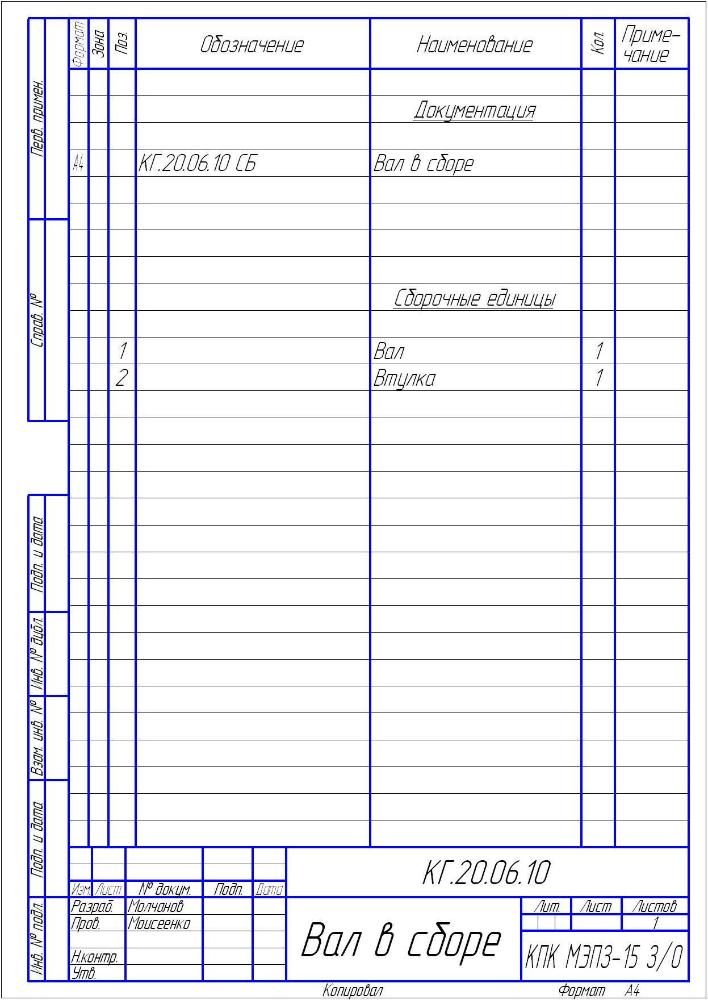 Формат Зона Поз. Обозначение Наименование Кол. Приме-
чание
Документация
А4 КГ.20.06.10 СБ Вал в сборе
Сборочные единицы
1 Вал 1
2 Втулка 1
Перв. примен.
Справ. №
Подп. и дата
Инв. № дубл.
Взам. инв. №
Подп. и дата
Инв. № подл.
КГ.20.06.10
Изм. Лист № докум. Подп. Дата
Разраб. Молчанов
Пров. Моисеенко
Н.контр.
Утв.
Вал в сборе
Лит. Лист Листов
1
КПК МЭПЗ-15 З/О
Копировал Формат А4